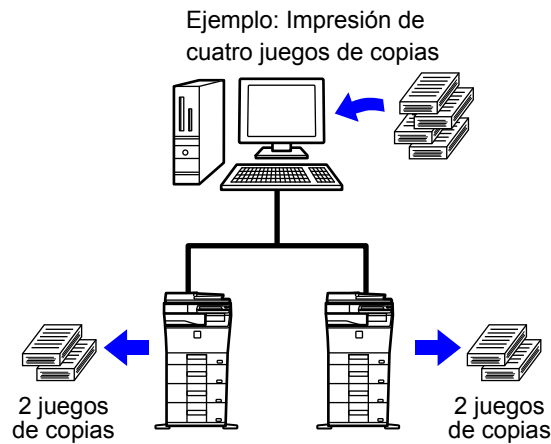 Ejemplo: Impresión de
cuatro juegos de copias
2 juegos
de copias
2 juegos
de copias